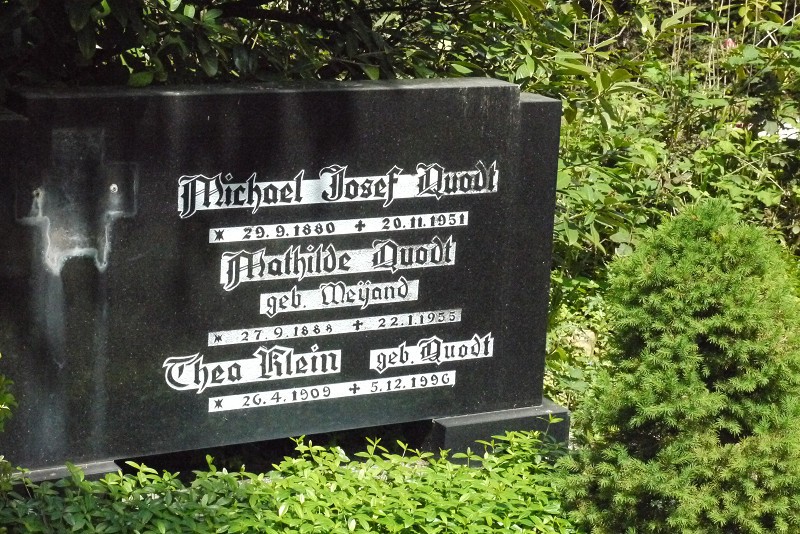 Michael Josef Quodt
* 29.9.1880 + 20.11.1951
Mathilde Quodt
geb. Weijand
* 27.9.1888 + 22.1.1955
Thea Klein geb. Quodt
* 26.4.1909 + 5.12.1996